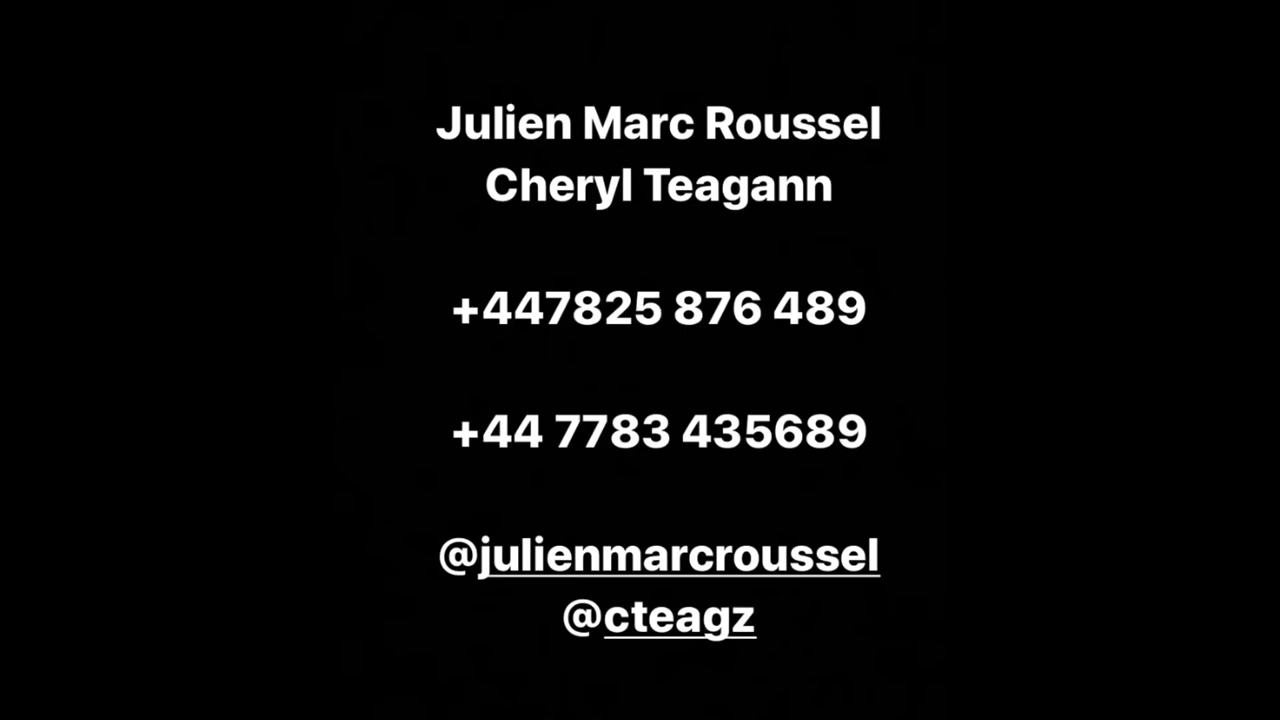 Julien Marc Roussel
Cheryl Teagann
+447825 876 489
+44 7783 435689
@julienmarcroussel
@cteagz